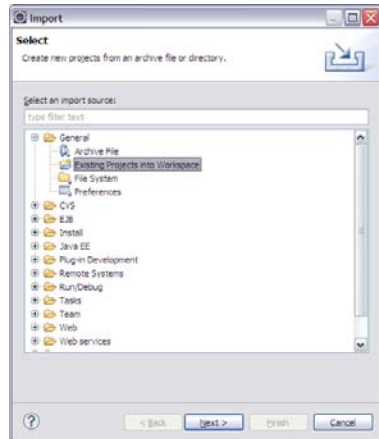 Import
Select
Create new projects from an archive file or directory.
Select an import source:
type filter text
General
Archive File
Existing Projects into Workspace
File System
Preferences
CVS
EJB
Install
Java EE
Plug-in Development
Remote Systems
Run/Debug
Tasks
Team
Web
Web services
< Back
Next >
Finish
Cancel